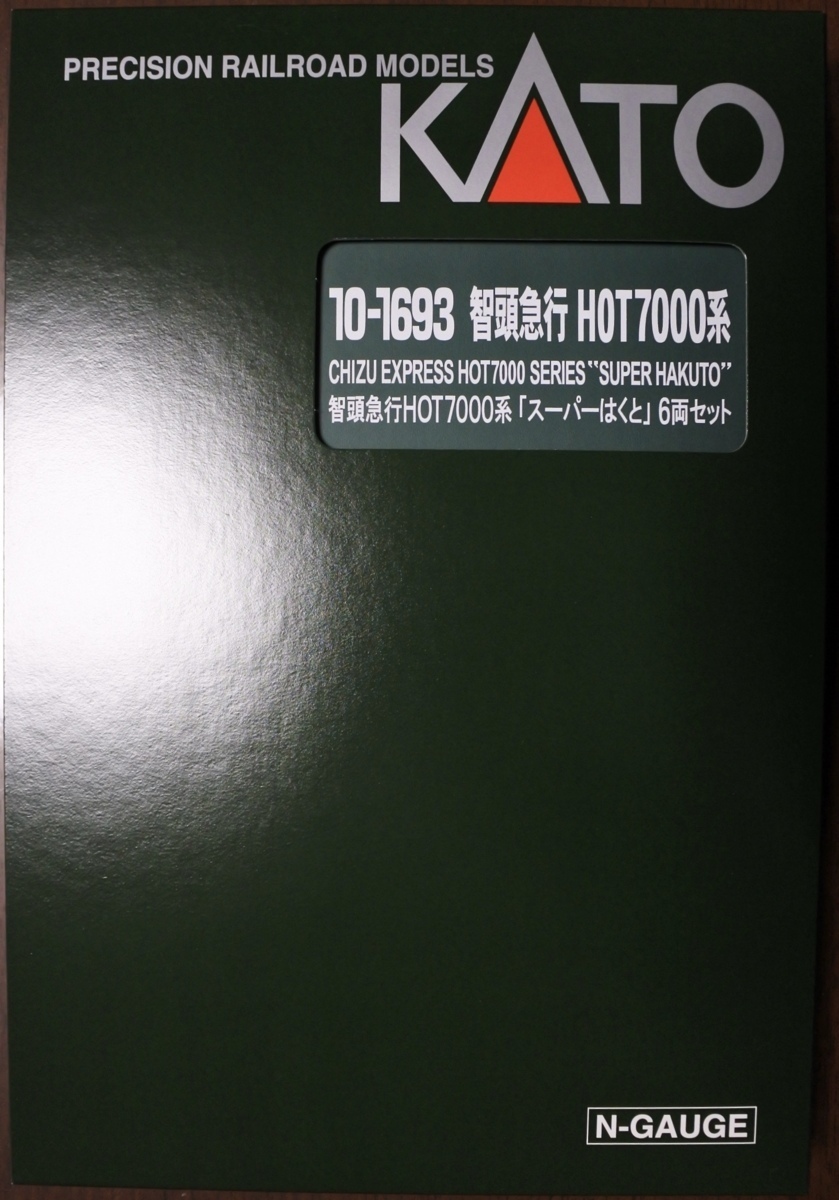 PRECISION RAILROAD MODELS
KATO
10-1693 智頭急行 HOT7000系
CHIZU EXPRESS HOT7000 SERIES “SUPER HAKUTO”
智頭急行HOT7000系「スーパーはくと」6両セット
N-GAUGE